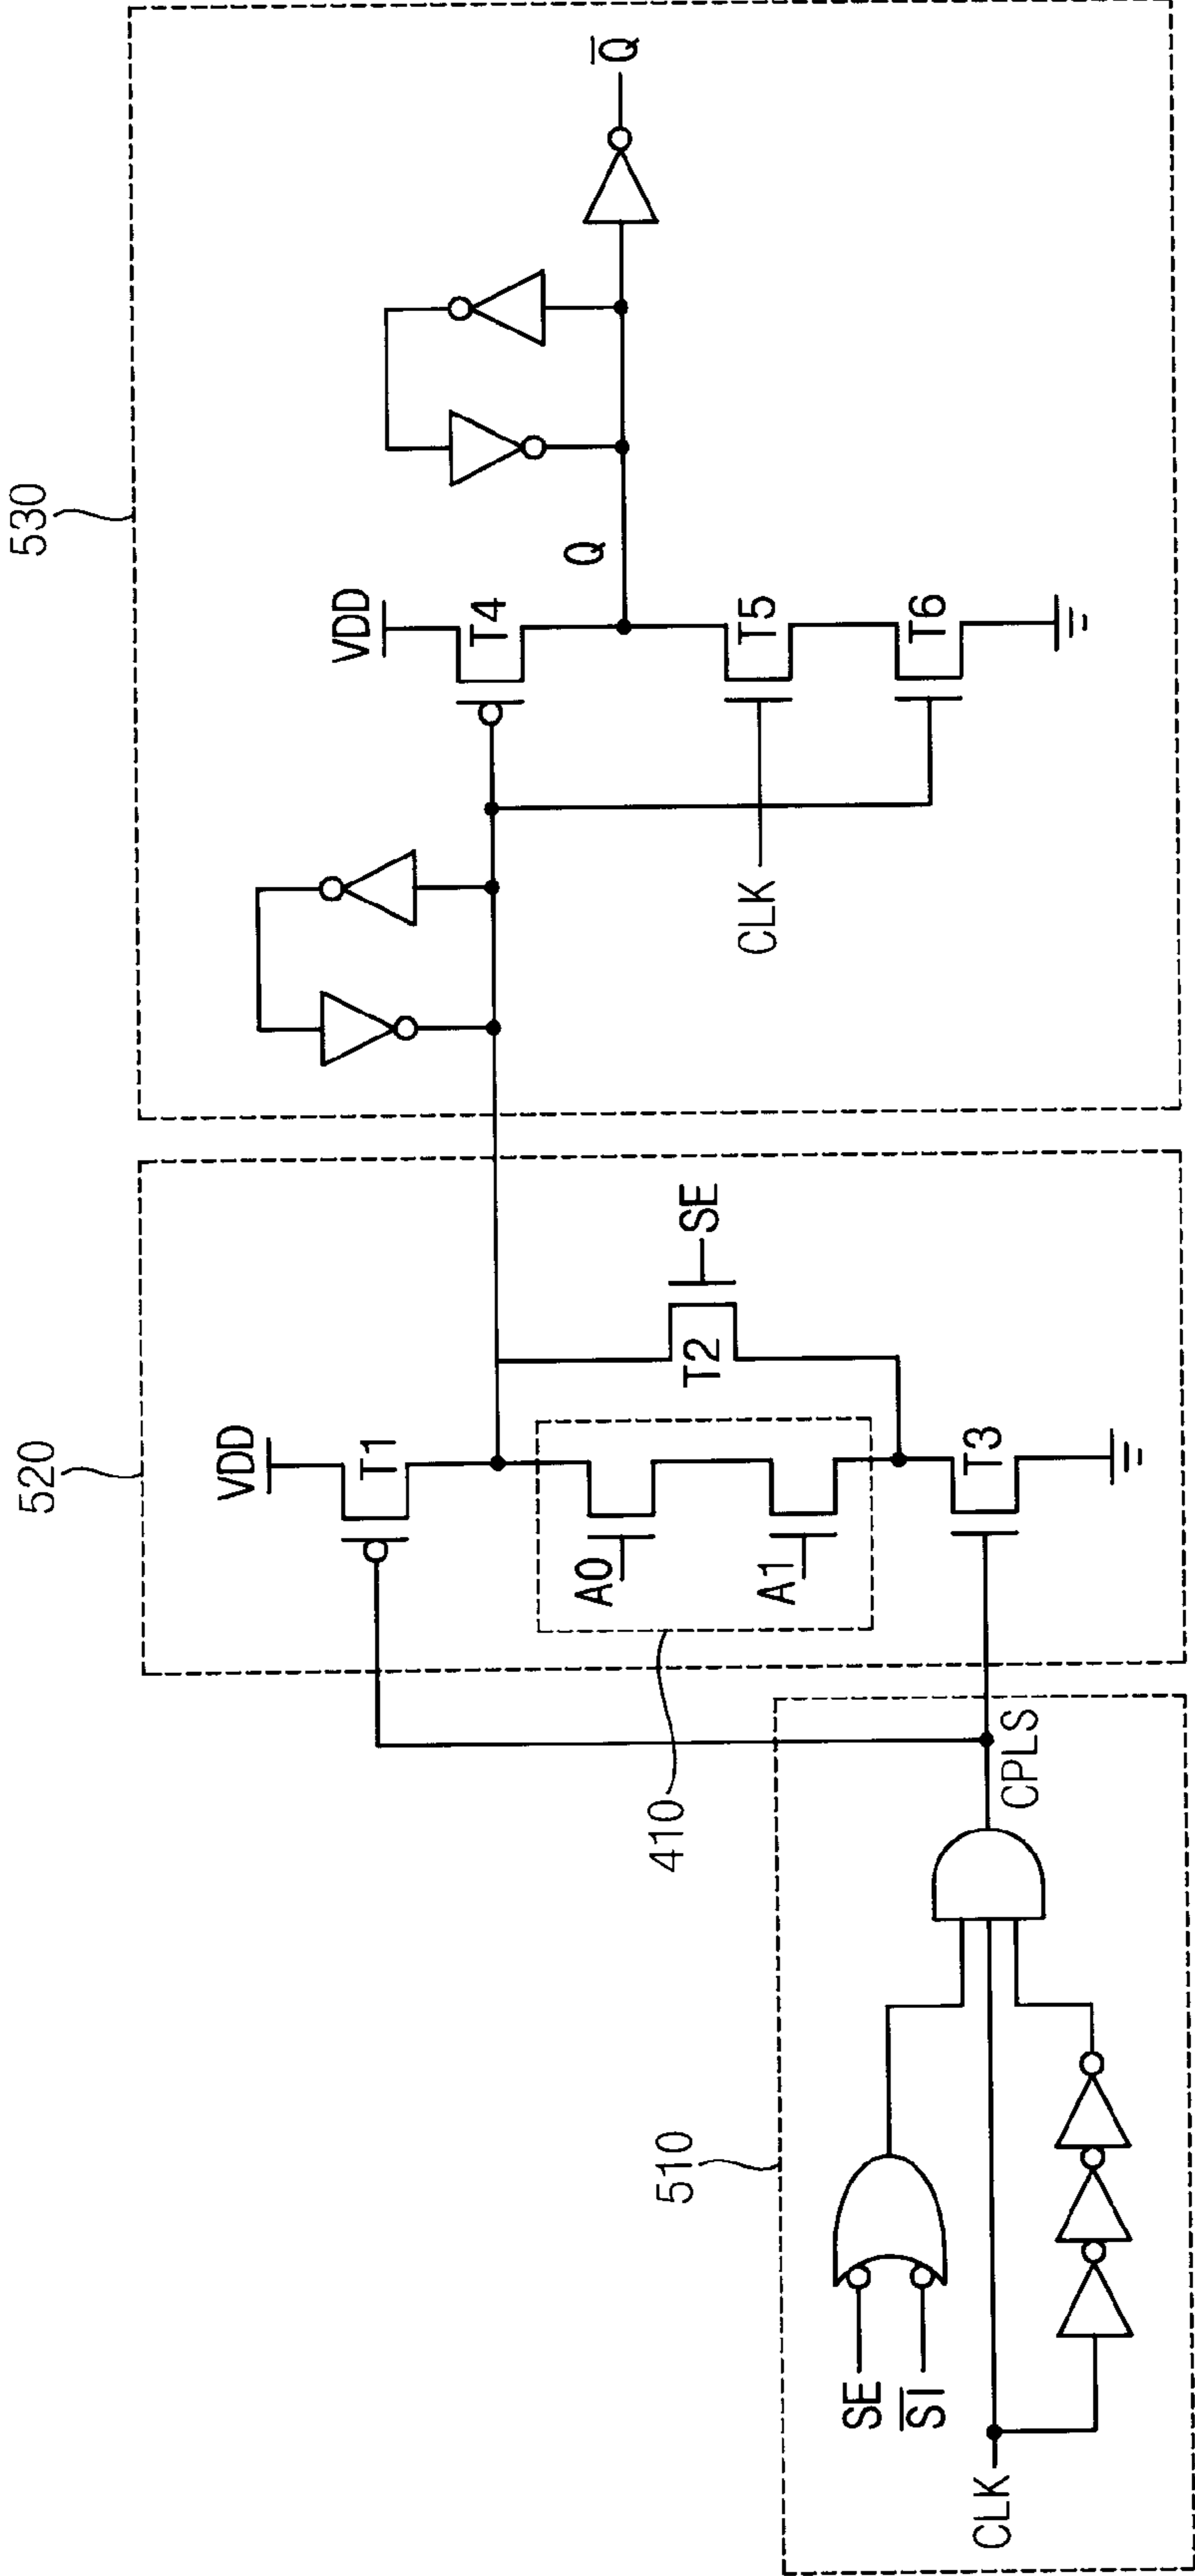 530
520
510
410
VDD
T1
A0
A1
T2
SE
T3
CPLS
SE
S̅I̅
CLK
VDD
T4
Q
T5
T6
CLK
Q̅